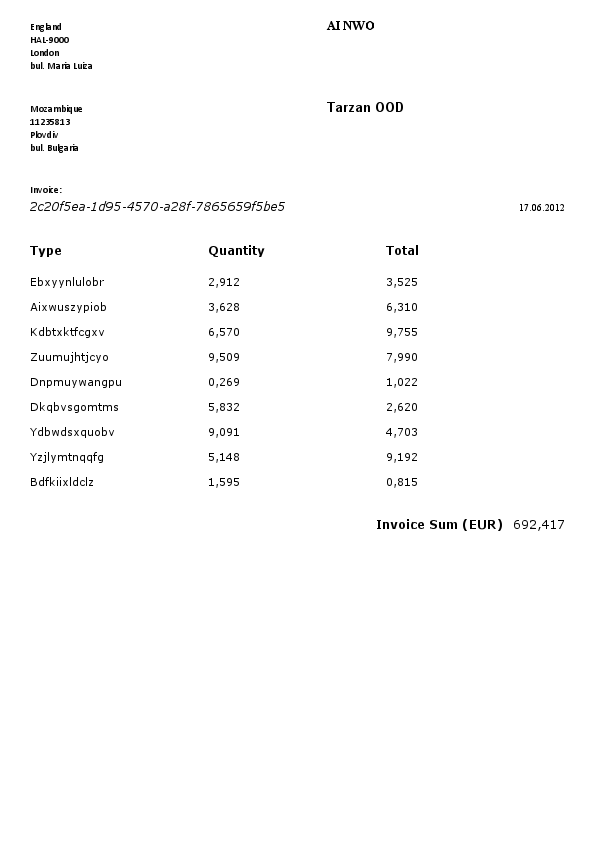 England
HAL-9000
London
bul. Maria Luiza
AI NWO
Mozambique
11235813
Plovdiv
bul. Bulgaria
Tarzan OOD
Invoice:
2c20f5ea-1d95-4570-a28f-7865659f5be5 17.06.2012
Type Quantity Total
Ebxyynlulobr 2,912 3,525
Aixwuszypiob 3,628 6,310
Kdbtxktfcgxv 6,570 9,755
Zuumujhtjcyo 9,509 7,990
Dnpmuywangpu 0,269 1,022
Dkqbvsgomtms 5,832 2,620
Ydbwdsxquobv 9,091 4,703
Yzjlymtnqqfg 5,148 9,192
Bdfkiixldclz 1,595 0,815
Invoice Sum (EUR) 692,417